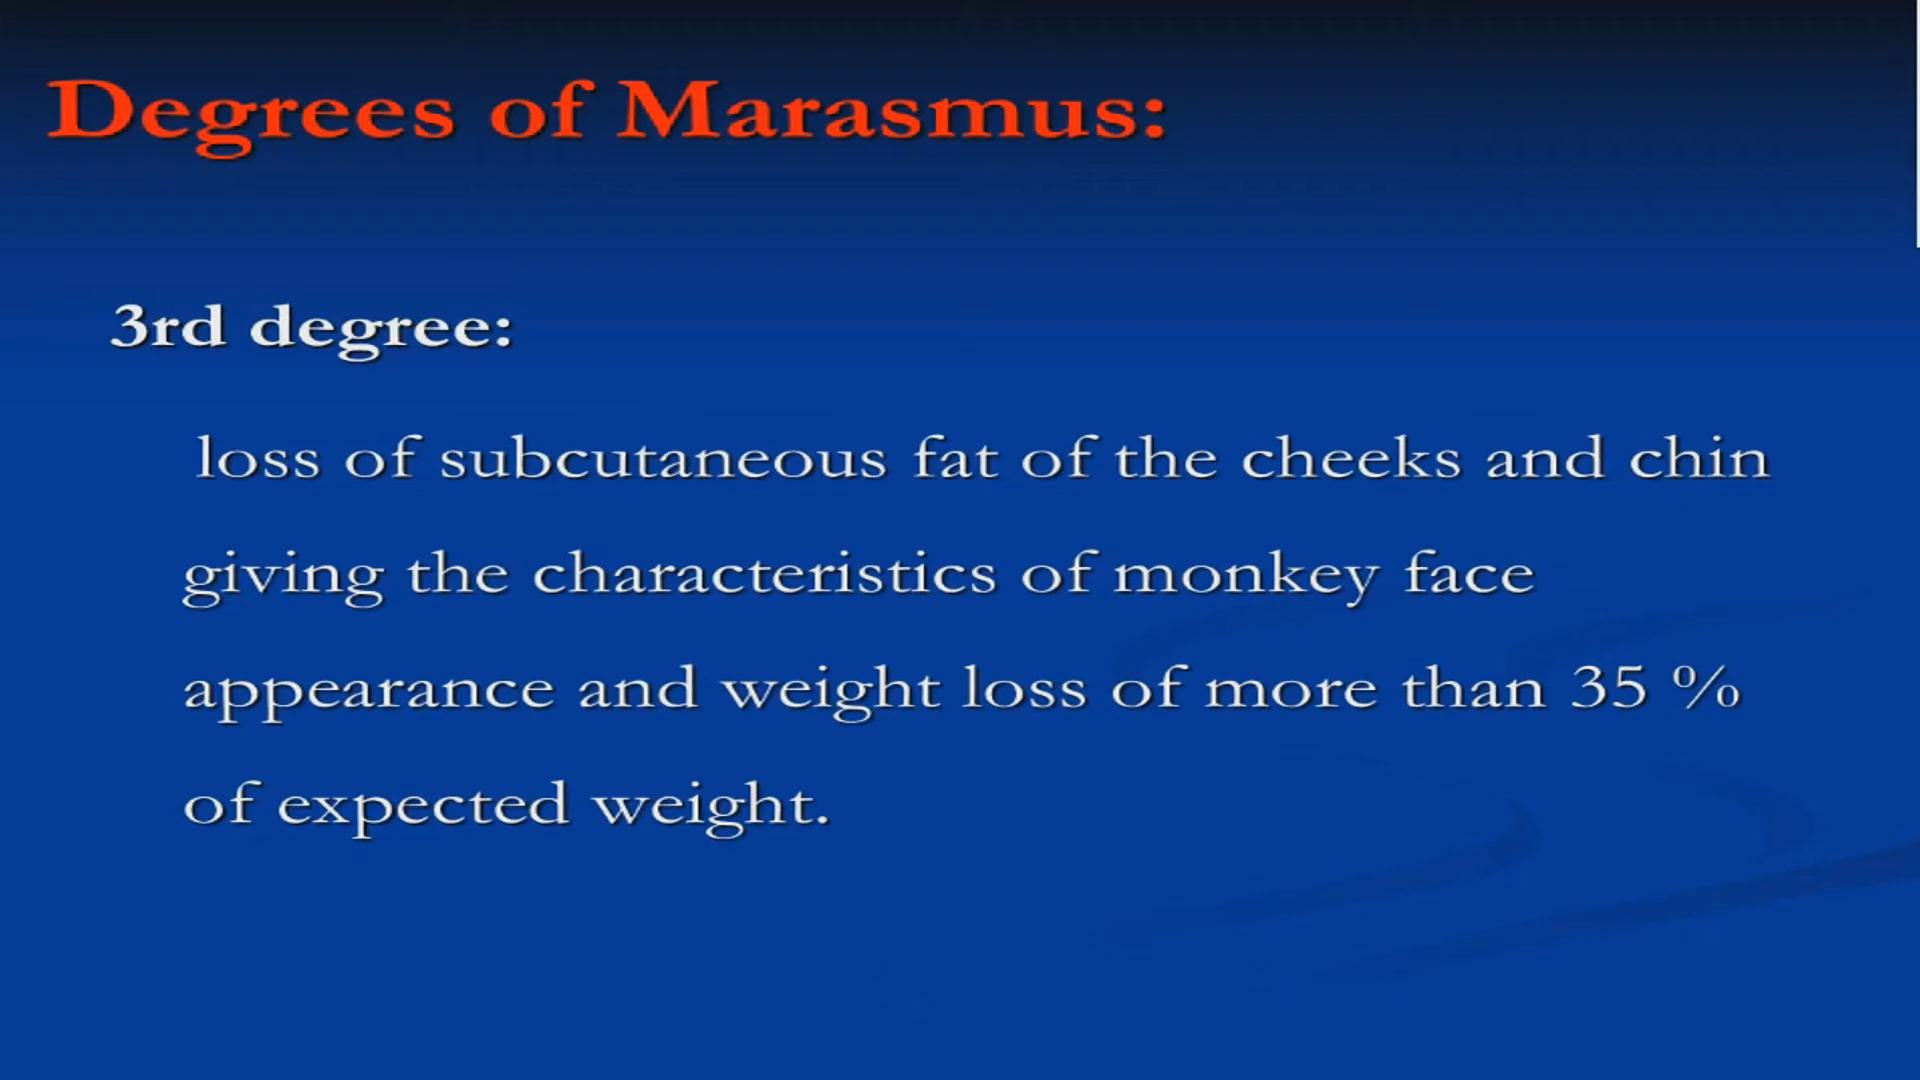 Degrees of Marasmus:
3rd degree:
loss of subcutaneous fat of the cheeks and chin
giving the characteristics of monkey face
appearance and weight loss of more than 35 %
of expected weight.